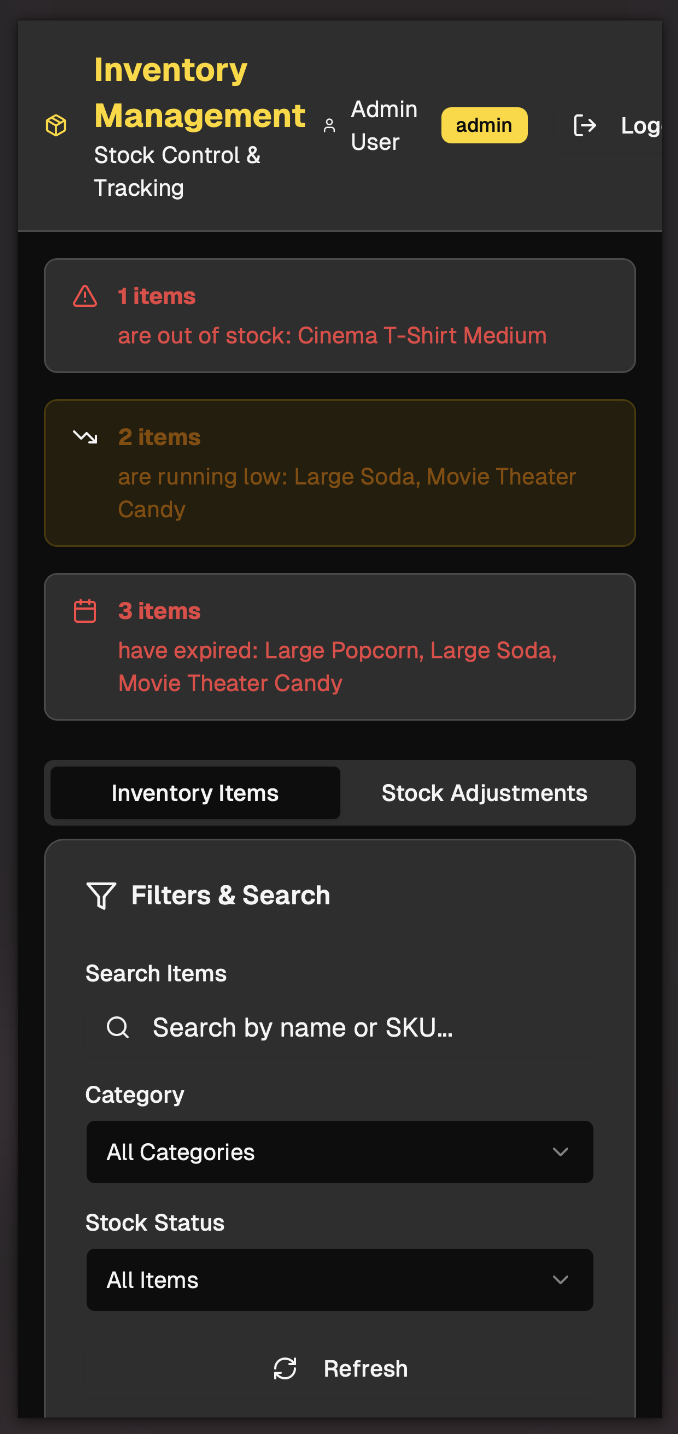 Inventory
Management
Stock Control &
Tracking
Admin
User
admin
Log
1 items
are out of stock: Cinema T-Shirt Medium
2 items
are running low: Large Soda, Movie Theater
Candy
3 items
have expired: Large Popcorn, Large Soda,
Movie Theater Candy
Inventory Items
Stock Adjustments
Filters & Search
Search Items
Search by name or SKU...
Category
All Categories
Stock Status
All Items
Refresh